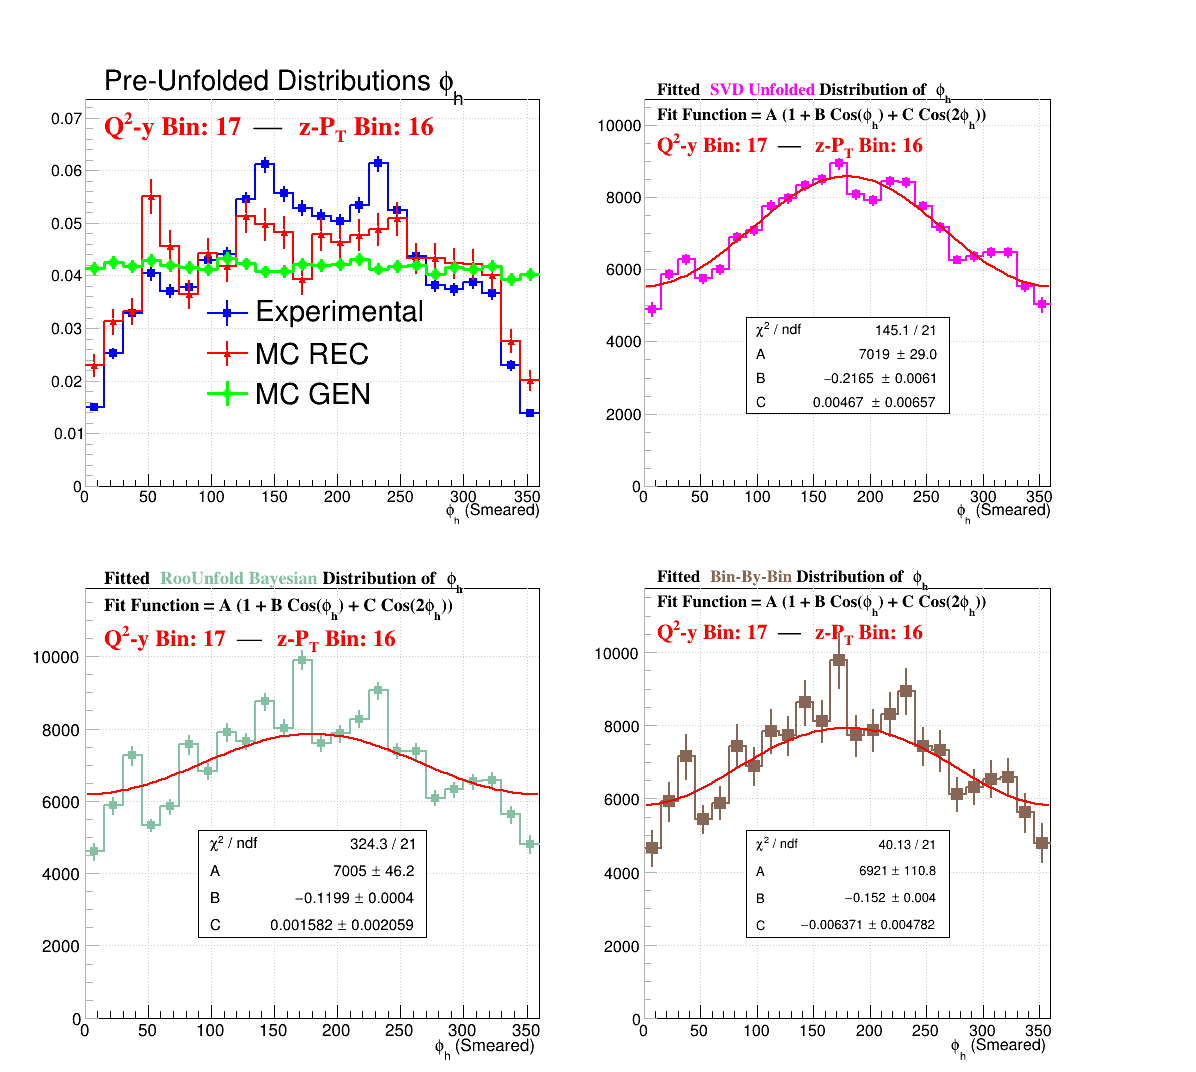 Pre-Unfolded Distributions ϕh
Q²-y Bin: 17 — z-PT Bin: 16
0.07
0.06
0.05
0.04
0.03
0.02
0.01
0
Experimental
MC REC
MC GEN
0 50 100 150 200 250 300 350
ϕh (Smeared)
Fitted SVD Unfolded Distribution of ϕh
Fit Function = A (1 + B Cos(ϕh) + C Cos(2ϕh))
Q²-y Bin: 17 — z-PT Bin: 16
10000
8000
6000
4000
2000
0
χ² / ndf 145.1 / 21
A 7019 ± 29.0
B −0.2165 ± 0.0061
C 0.00467 ± 0.00657
0 50 100 150 200 250 300 350
ϕh (Smeared)
Fitted RooUnfold Bayesian Distribution of ϕh
Fit Function = A (1 + B Cos(ϕh) + C Cos(2ϕh))
Q²-y Bin: 17 — z-PT Bin: 16
10000
8000
6000
4000
2000
0
χ² / ndf 324.3 / 21
A 7005 ± 46.2
B −0.1199 ± 0.0004
C 0.001582 ± 0.002059
0 50 100 150 200 250 300 350
ϕh (Smeared)
Fitted Bin-By-Bin Distribution of ϕh
Fit Function = A (1 + B Cos(ϕh) + C Cos(2ϕh))
Q²-y Bin: 17 — z-PT Bin: 16
10000
8000
6000
4000
2000
0
χ² / ndf 40.13 / 21
A 6921 ± 110.8
B −0.152 ± 0.004
C −0.006371 ± 0.004782
0 50 100 150 200 250 300 350
ϕh (Smeared)